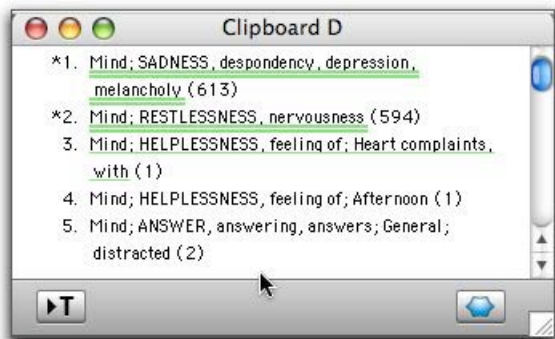 Clipboard D
*1. Mind; SADNESS, despondency, depression,
melancholy (613)
*2. Mind; RESTLESSNESS, nervousness (594)
3. Mind; HELPLESSNESS, feeling of; Heart complaints,
with (1)
4. Mind; HELPLESSNESS, feeling of; Afternoon (1)
5. Mind; ANSWER, answering, answers; General;
distracted (2)
T